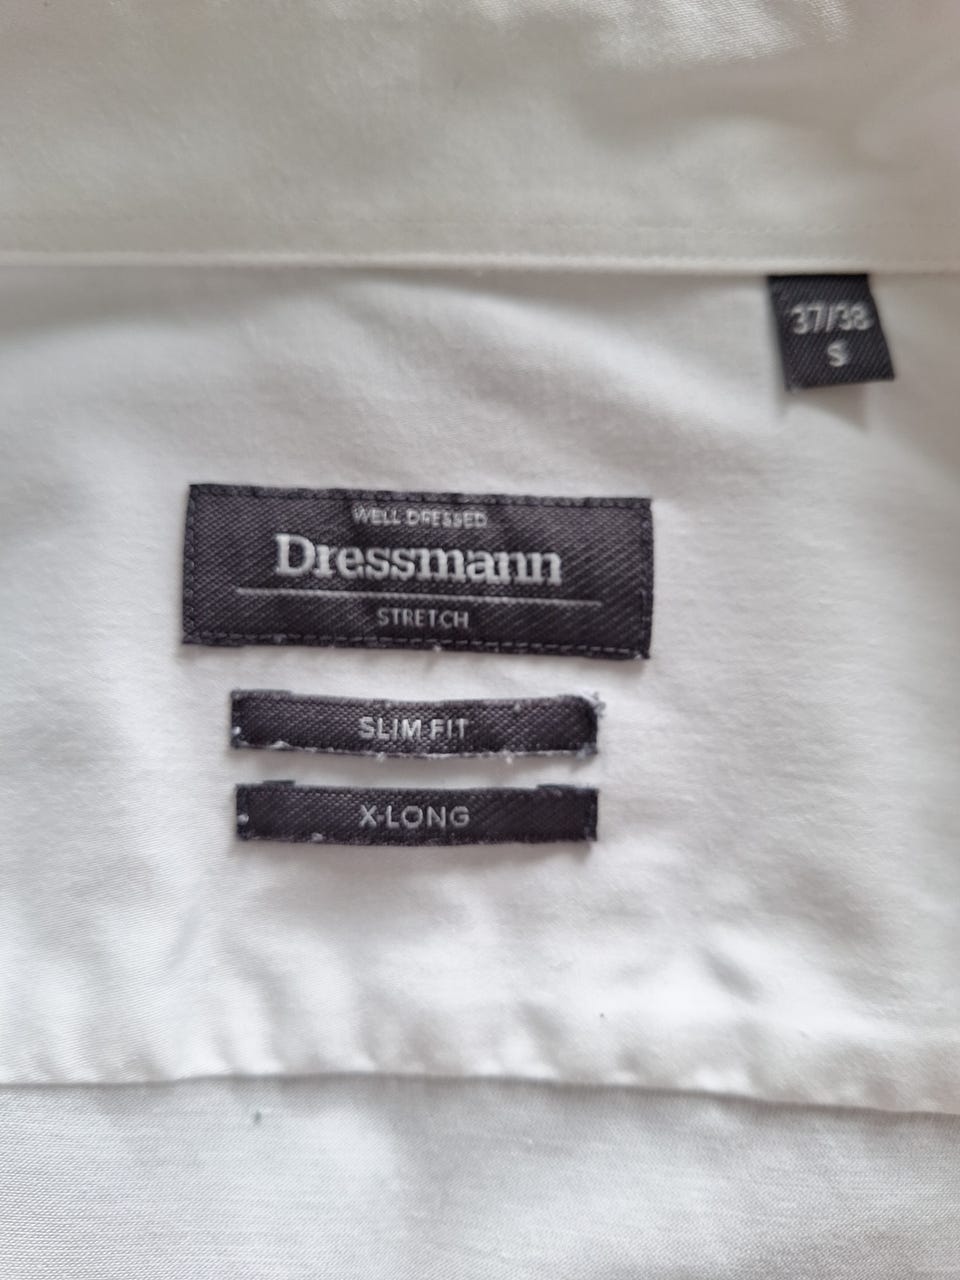 37/38
S
WELL DRESSED
Dressmann
STRETCH
SLIM FIT
X-LONG